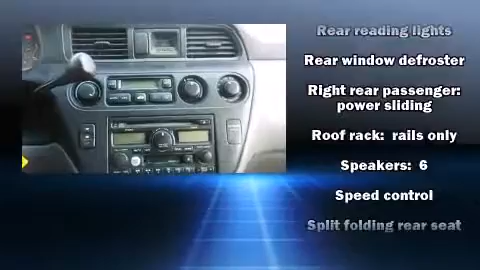 Rear reading lights
Rear window defroster
Right rear passenger:
power sliding
Roof rack:  rails only
Speakers:  6
Speed control
Split folding rear seat